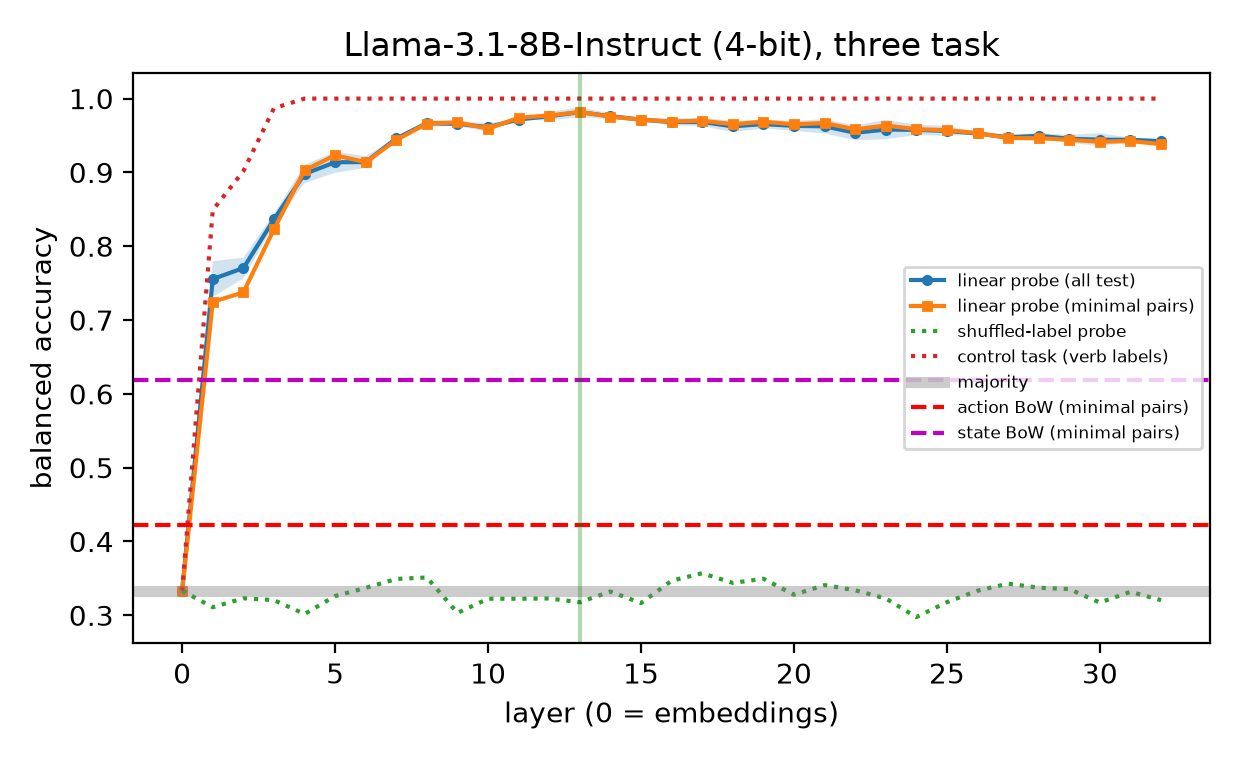 Llama-3.1-8B-Instruct (4-bit), three task
balanced accuracy
1.0
0.9
0.8
0.7
0.6
0.5
0.4
0.3
linear probe (all test)
linear probe (minimal pairs)
shuffled-label probe
control task (verb labels)
majority
action BoW (minimal pairs)
state BoW (minimal pairs)
0 5 10 15 20 25 30
layer (0 = embeddings)